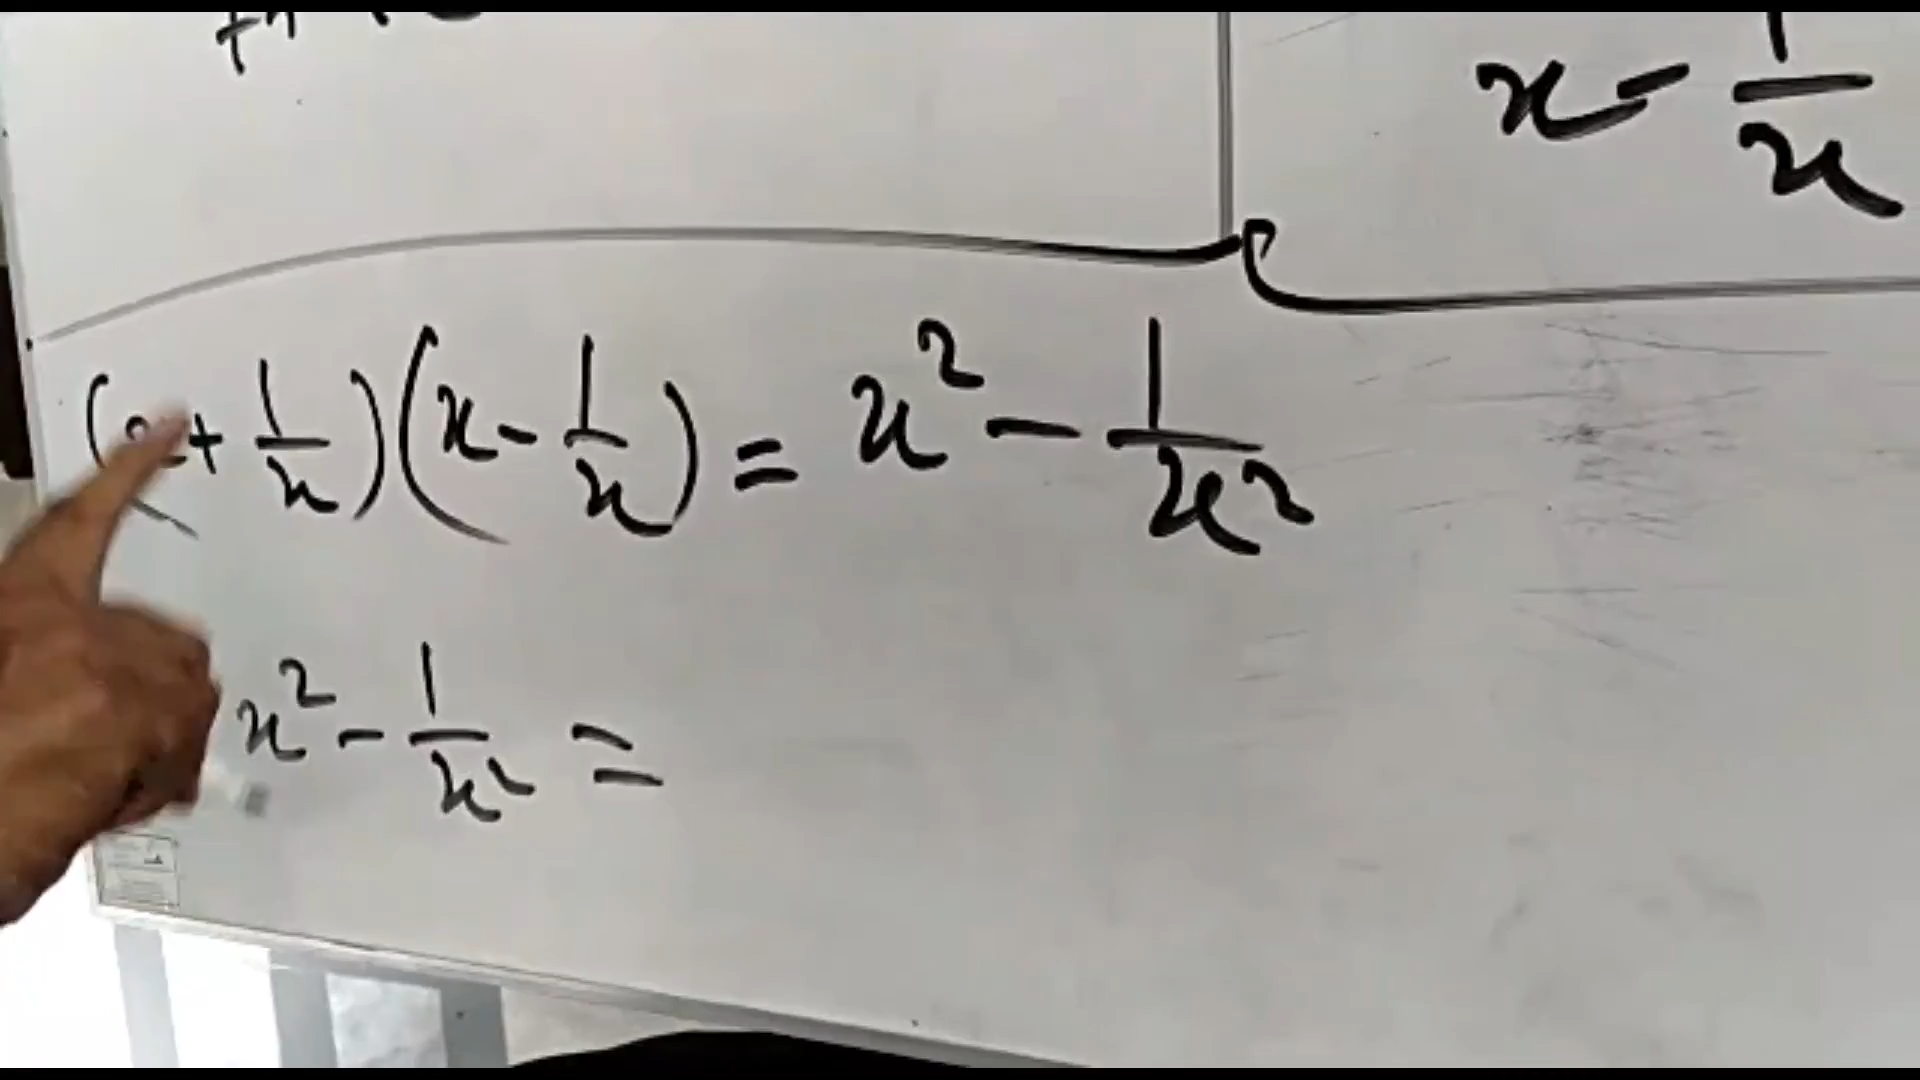 x - 1/x
(x + 1/x)(x - 1/x) = x² - 1/x²
x² - 1/x² =